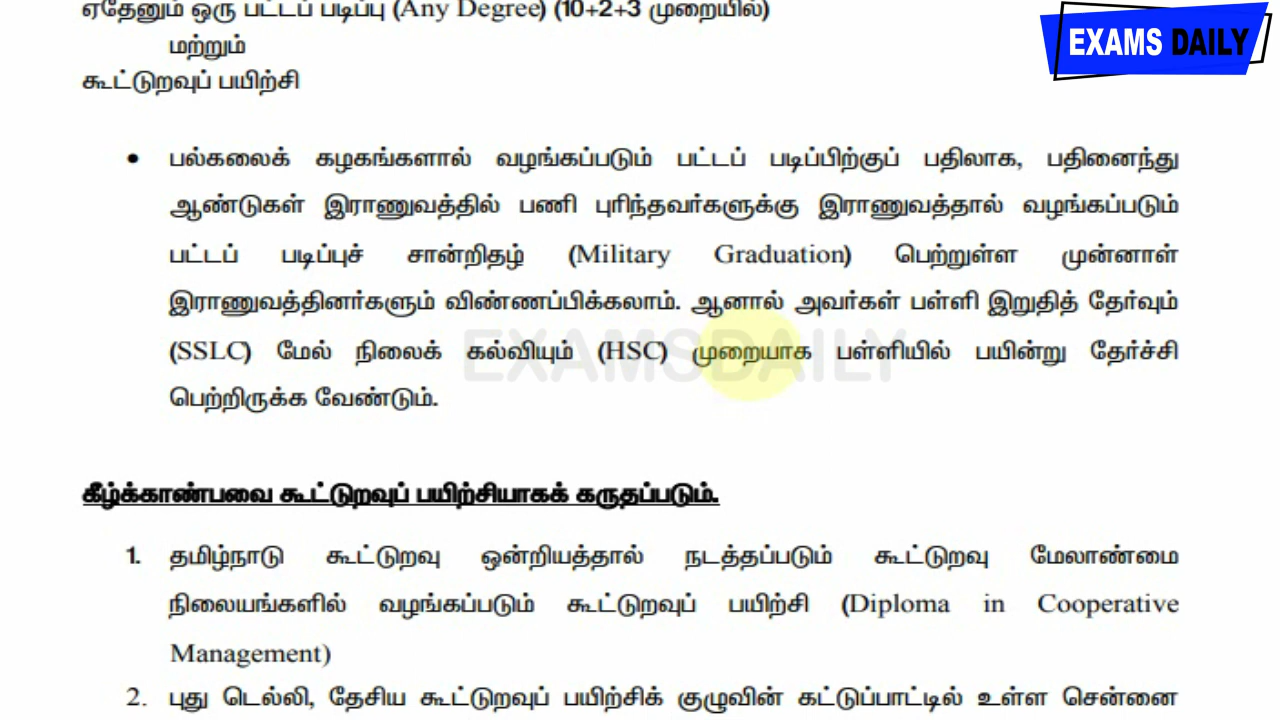 ஏதேனும் ஒரு பட்டப் படிப்பு (Any Degree) (10+2+3 முறையில்)
EXAMS DAILY
மற்றும்
கூட்டுறவுப் பயிற்சி
• பல்கலைக் கழகங்களால் வழங்கப்படும் பட்டப் படிப்பிற்குப் பதிலாக, பதினைந்து
ஆண்டுகள் இராணுவத்தில் பணி புரிந்தவர்களுக்கு இராணுவத்தால் வழங்கப்படும்
பட்டப் படிப்புச் சான்றிதழ் (Military Graduation) பெற்றுள்ள முன்னாள்
இராணுவத்தினர்களும் விண்ணப்பிக்கலாம். ஆனால் அவர்கள் பள்ளி இறுதித் தேர்வும்
(SSLC) மேல் நிலைக் கல்வியும் (HSC) முறையாக பள்ளியில் பயின்று தேர்ச்சி
EXAMSDAILY
பெற்றிருக்க வேண்டும்.
கீழ்க்காண்பவை கூட்டுறவுப் பயிற்சியாகக் கருதப்படும்.
1. தமிழ்நாடு கூட்டுறவு ஒன்றியத்தால் நடத்தப்படும் கூட்டுறவு மேலாண்மை
நிலையங்களில் வழங்கப்படும் கூட்டுறவுப் பயிற்சி (Diploma in Cooperative
Management)
2. புது டெல்லி, தேசிய கூட்டுறவுப் பயிற்சிக் குழுவின் கட்டுப்பாட்டில் உள்ள சென்னை